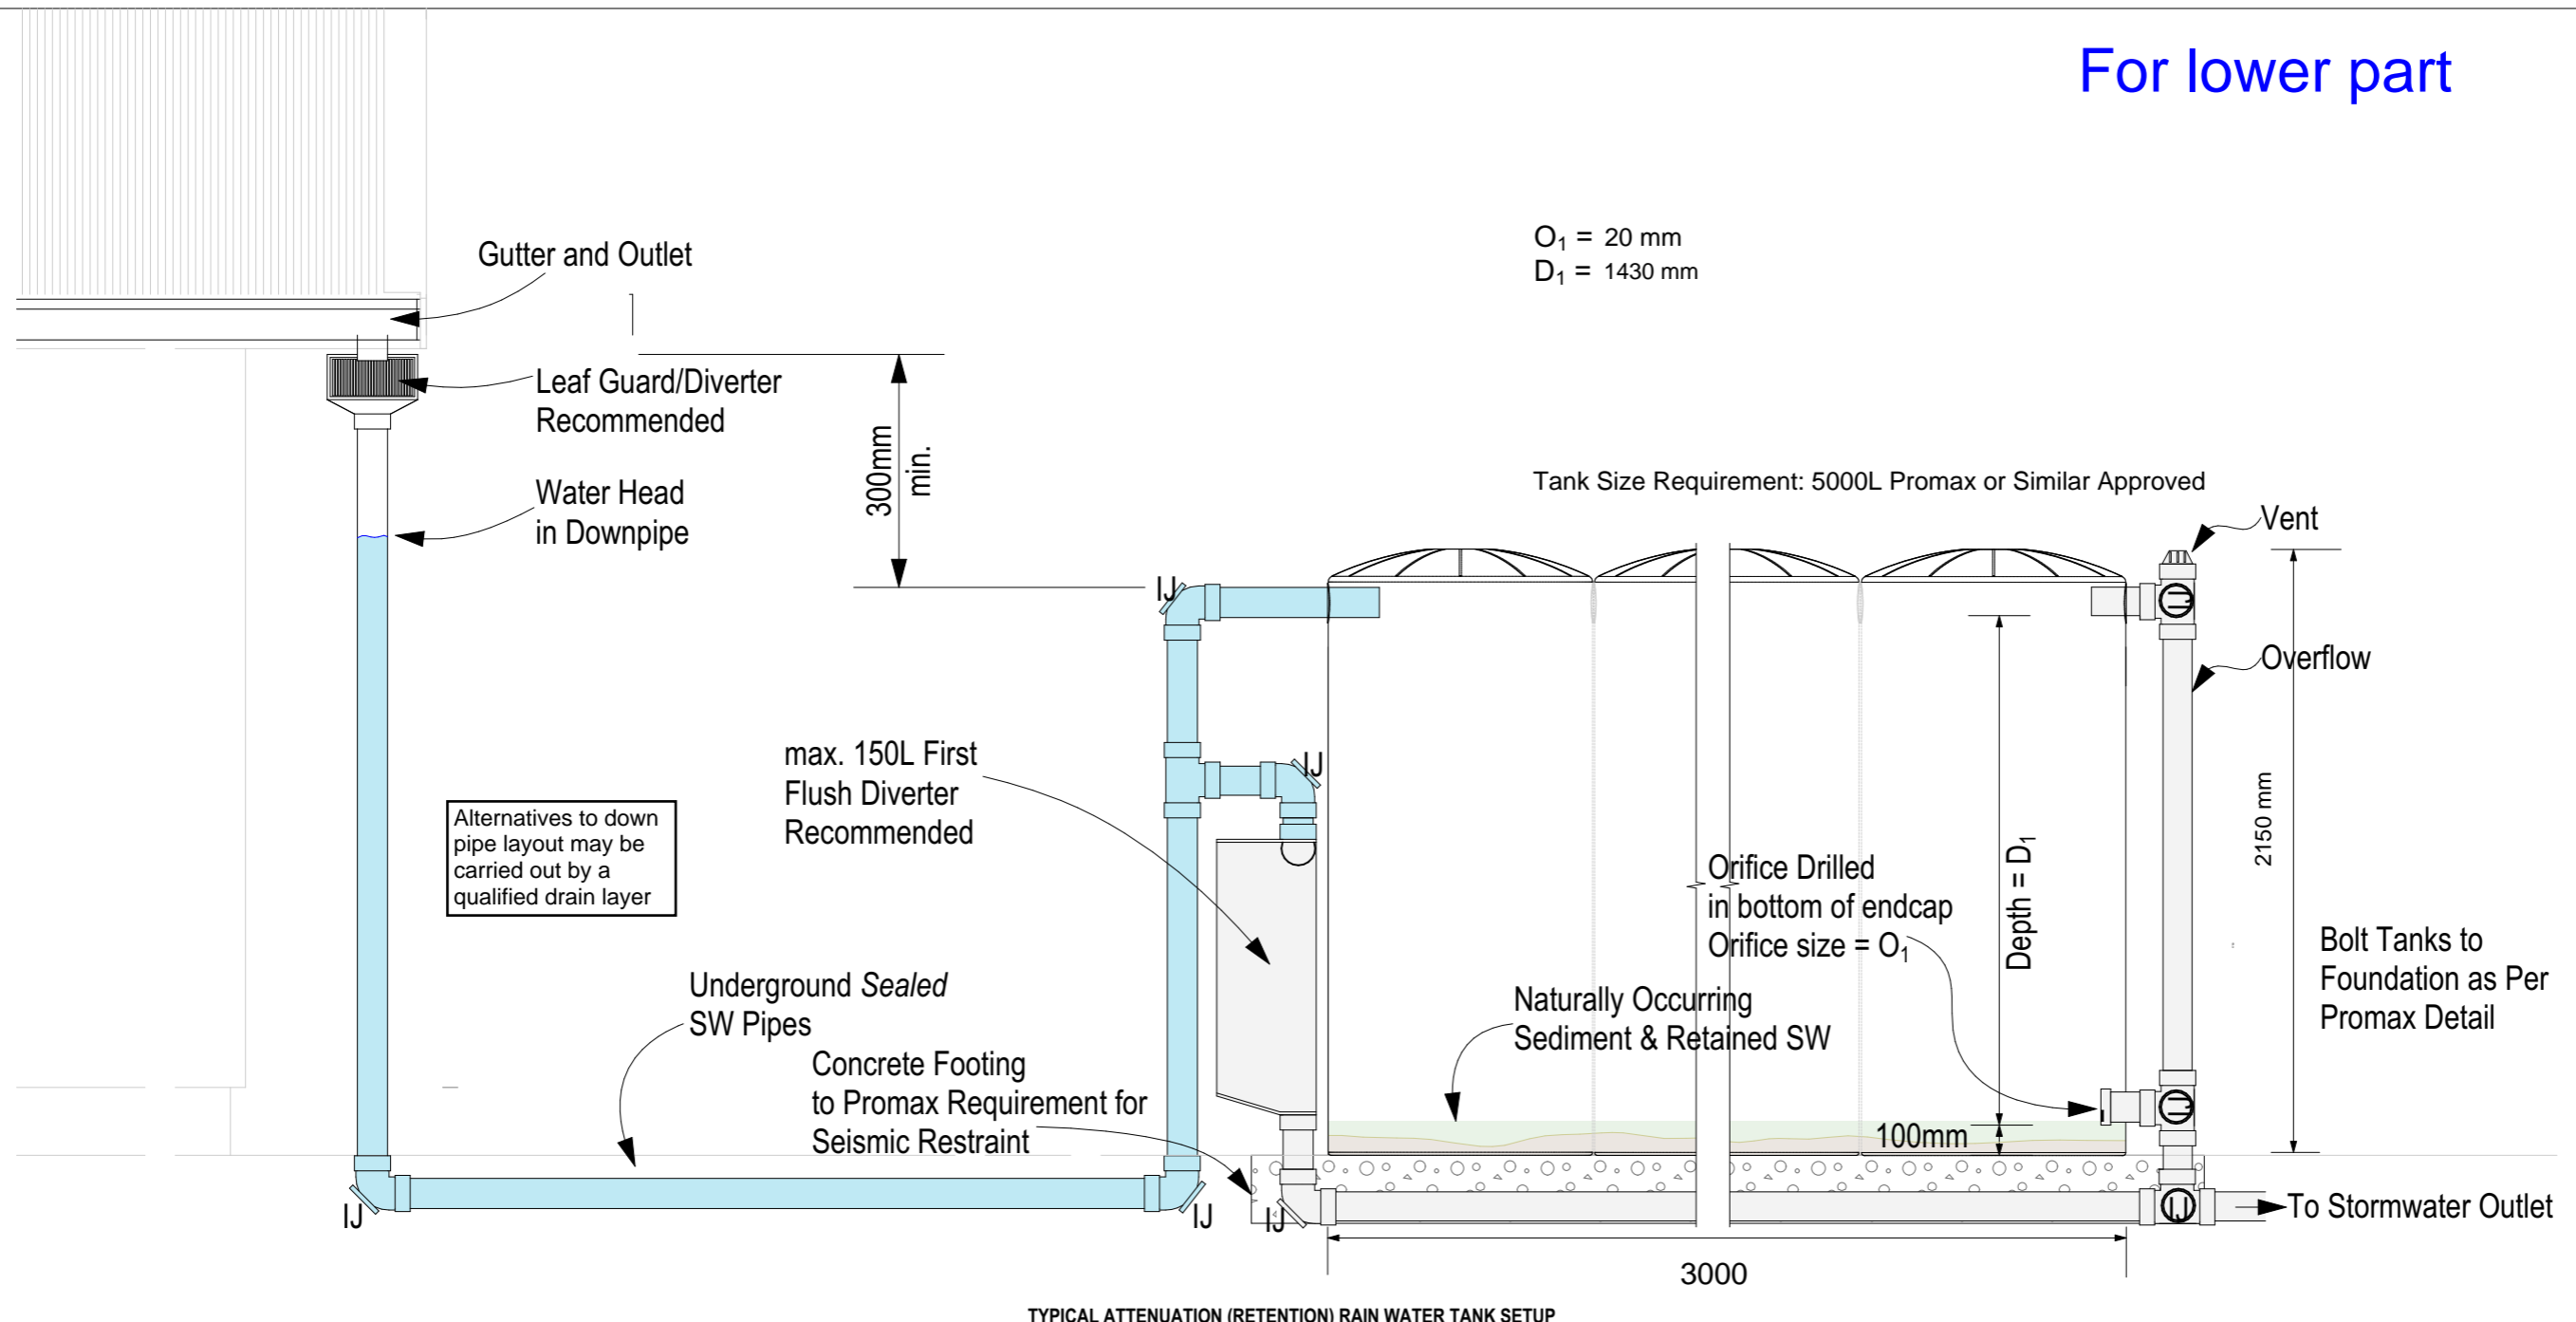 For lower part
Gutter and Outlet
O₁ = 20 mm
D₁ = 1430 mm
Leaf Guard/Diverter
Recommended
300mm
min.
Water Head
in Downpipe
Tank Size Requirement: 5000L Promax or Similar Approved
Vent
IJ
IJ
Overflow
max. 150L First
Flush Diverter
Recommended
IJ
Alternatives to down
pipe layout may be
carried out by a
qualified drain layer
2150 mm
Orifice Drilled
in bottom of endcap
Orifice size = O₁
Depth = D₁
Bolt Tanks to
Foundation as Per
Promax Detail
Underground Sealed
SW Pipes
Naturally Occurring
Sediment & Retained SW
Concrete Footing
to Promax Requirement for
Seismic Restraint
IJ
100mm
IJ
IJ
IJ
IJ
To Stormwater Outlet
3000
TYPICAL ATTENUATION (RETENTION) RAIN WATER TANK SETUP